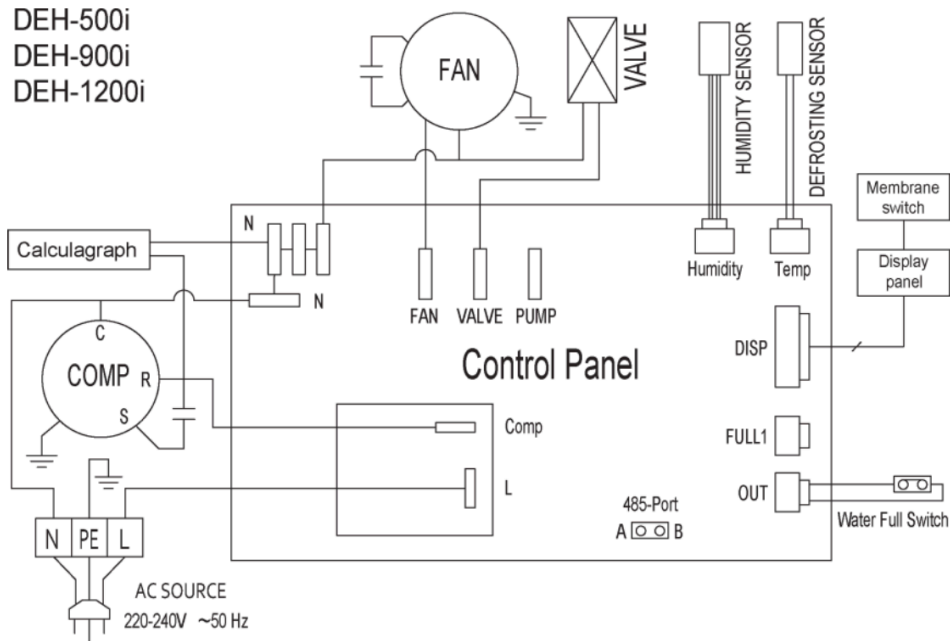 DEH-500i
DEH-900i
DEH-1200i
FAN
VALVE
HUMIDITY SENSOR
DEFROSTING SENSOR
Membrane
switch
Display
panel
Calculagraph
N
N
FAN
VALVE
PUMP
Humidity
Temp
DISP
Control Panel
C
COMP
R
S
Comp
L
FULL1
OUT
Water Full Switch
485-Port
A
B
N
PE
L
AC SOURCE
220-240V ~50 Hz